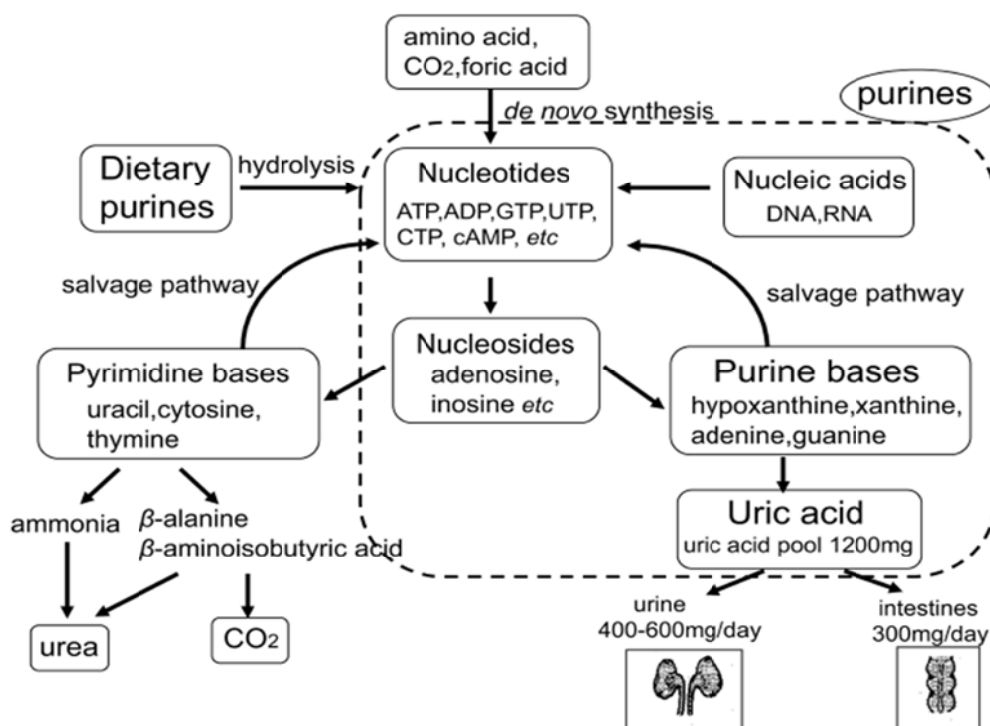 amino acid,
CO2,foric acid
purines
de novo synthesis
Dietary
purines
hydrolysis
Nucleotides
ATP,ADP,GTP,UTP,
CTP, cAMP, etc
Nucleic acids
DNA,RNA
salvage pathway
salvage pathway
Pyrimidine bases
uracil,cytosine,
thymine
Nucleosides
adenosine,
inosine etc
Purine bases
hypoxanthine,xanthine,
adenine,guanine
ammonia
β-alanine
β-aminoisobutyric acid
Uric acid
uric acid pool 1200mg
urea
CO2
urine
400-600mg/day
intestines
300mg/day